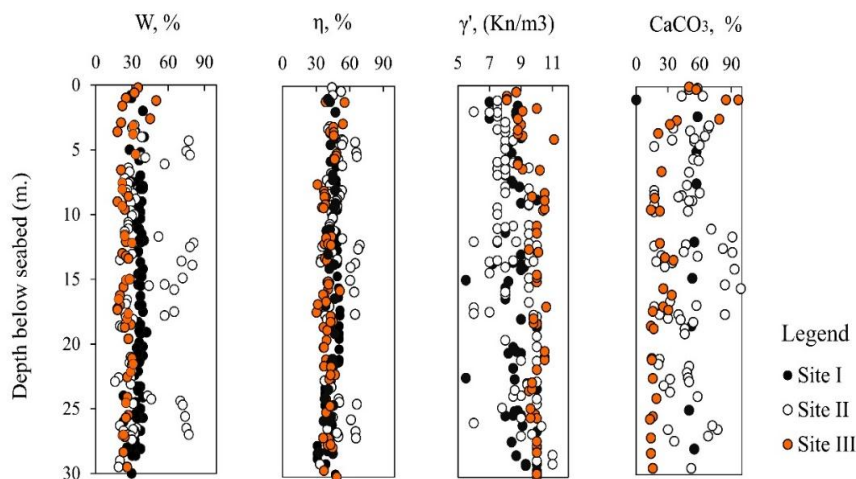 W, % η, % γ', (Kn/m3) CaCO₃, %
0 30 60 90 0 30 60 90 5 7 9 11 0 30 60 90
0
5
10
15
20
25
30
Depth below seabed (m.)
Legend
Site I
Site II
Site III